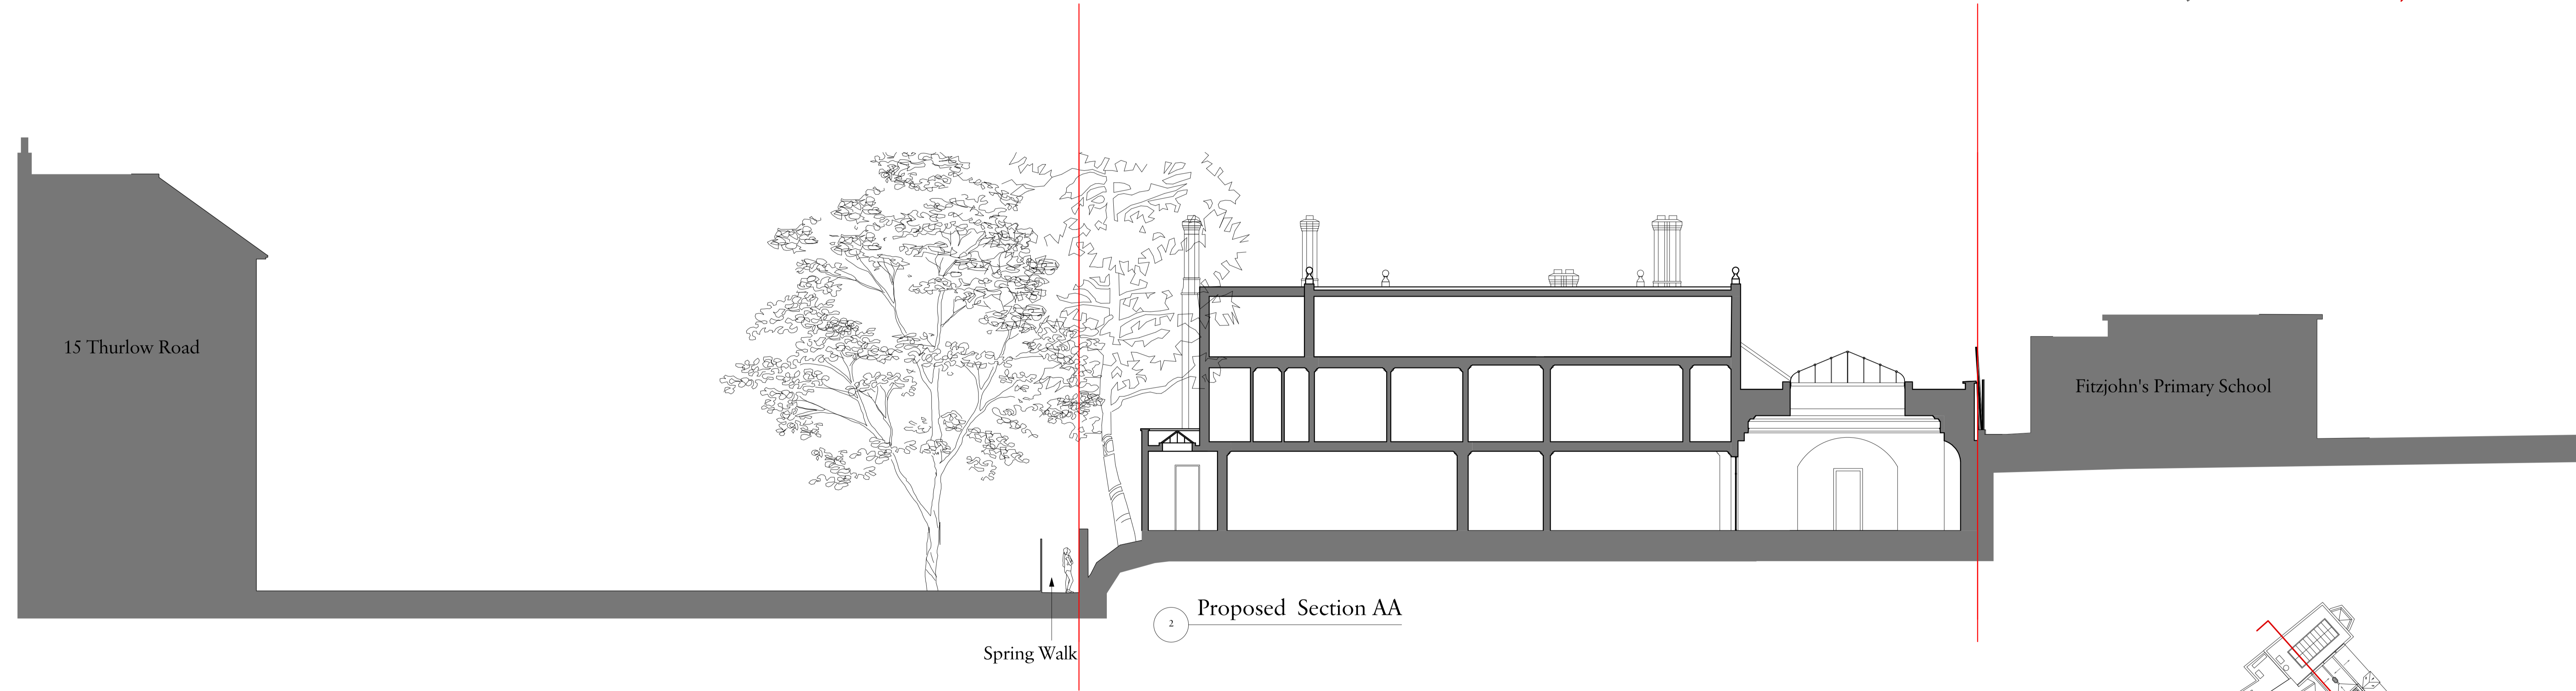 15 Thurlow Road
Fitzjohn's Primary School
2
Proposed Section AA
Spring Walk